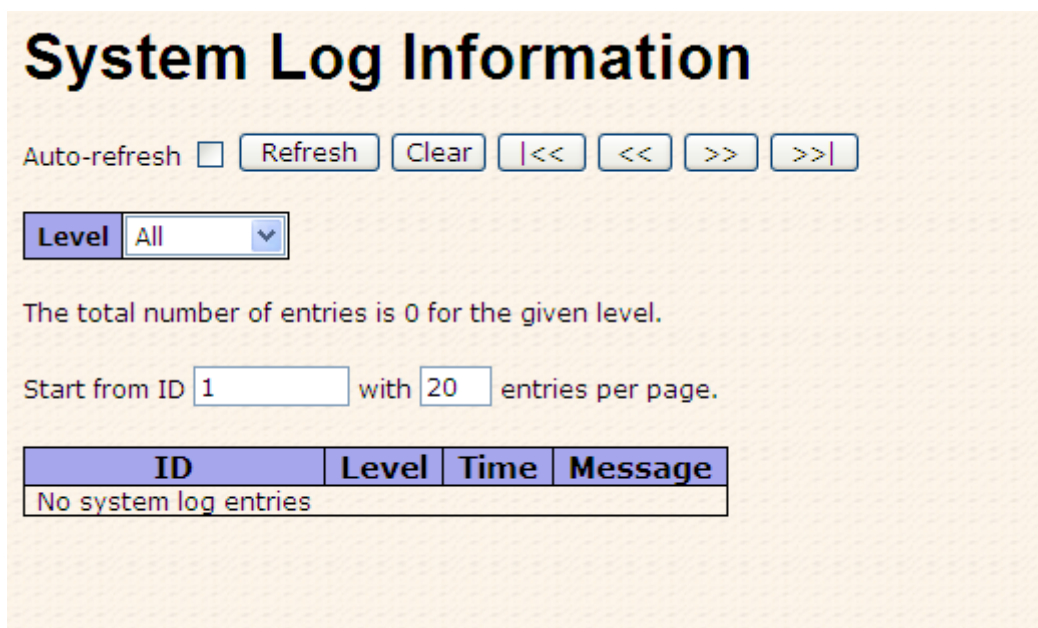 System Log Information
Auto-refresh Refresh Clear |<< << >> >>|
Level All
The total number of entries is 0 for the given level.
Start from ID 1 with 20 entries per page.
ID Level Time Message
No system log entries